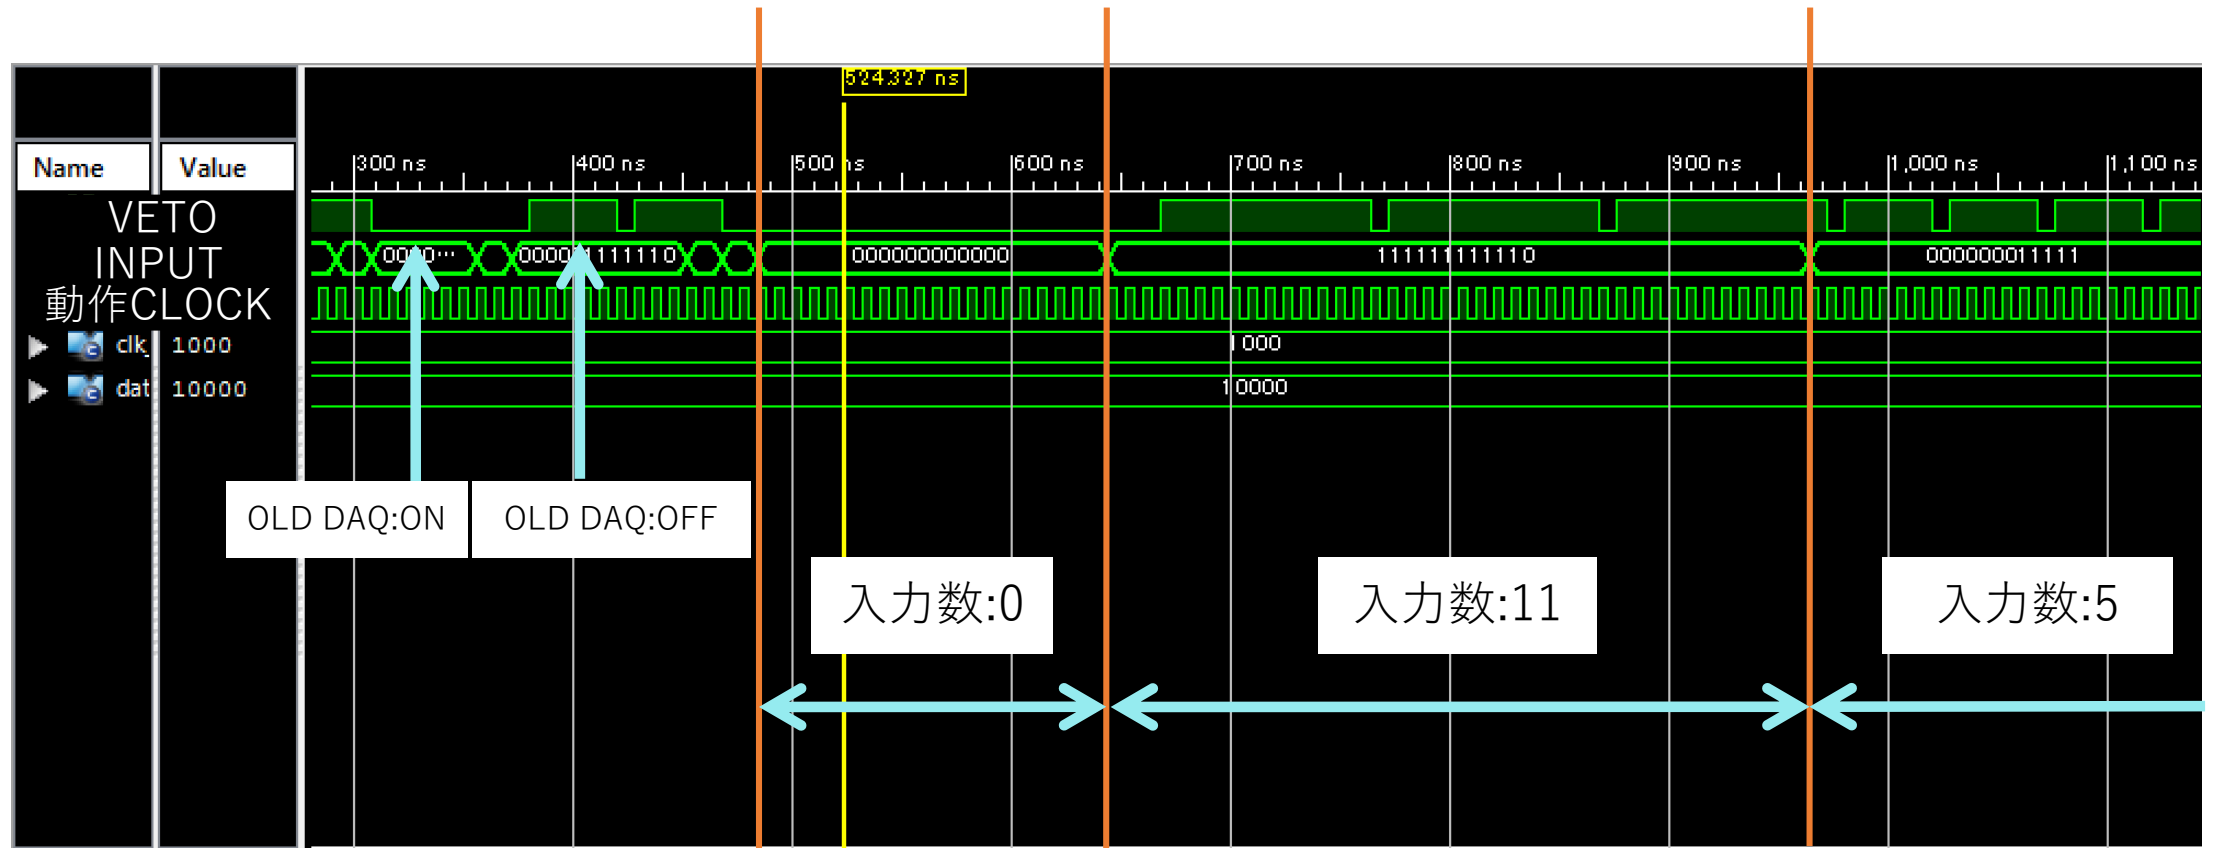 524.327 ns
Name Value
300 ns 400 ns 500 ns 600 ns 700 ns 800 ns 900 ns 1,000 ns 1,100 ns
VETO
INPUT
0000… 000001111110 000000000000 111111111110 000000011111
動作CLOCK
clk_ 1000 1000
dat 10000 10000
OLD DAQ:ON OLD DAQ:OFF
入力数:0 入力数:11 入力数:5